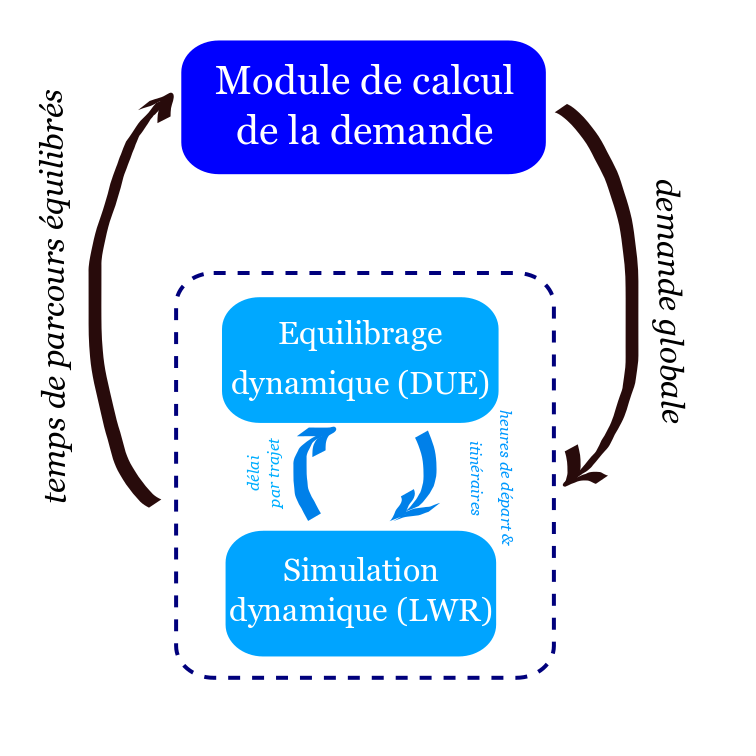 Module de calcul
de la demande
temps de parcours équilibrés
demande globale
Equilibrage
dynamique (DUE)
délai
par trajet
heures de départ &
itinéraires
Simulation
dynamique (LWR)